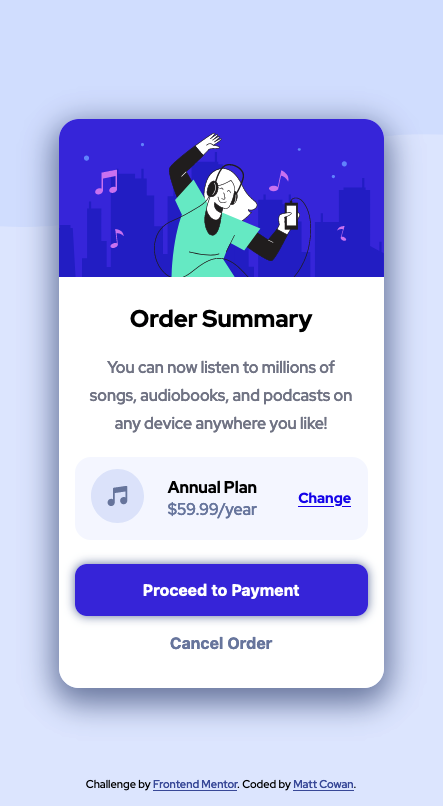 Order Summary
You can now listen to millions of
songs, audiobooks, and podcasts on
any device anywhere you like!
Annual Plan
$59.99/year
Change
Proceed to Payment
Cancel Order
Challenge by Frontend Mentor. Coded by Matt Cowan.